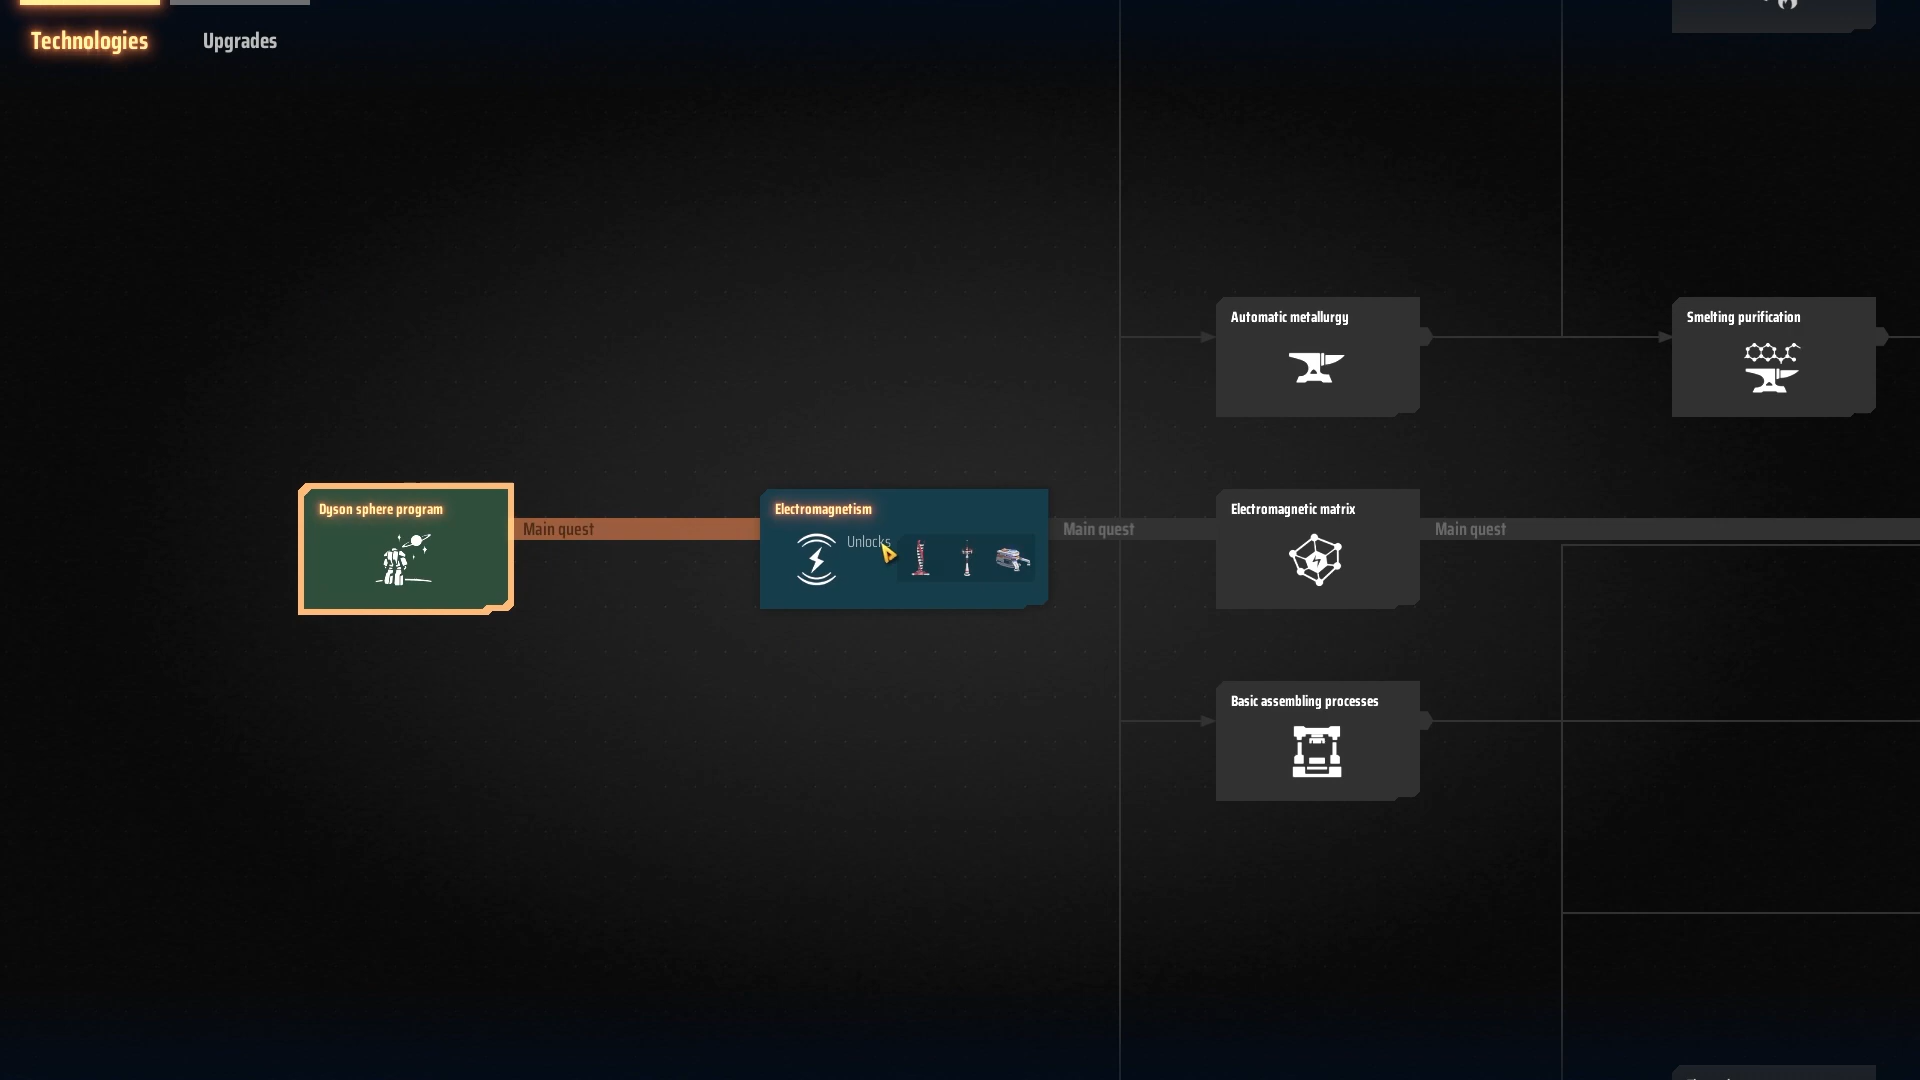 Technologies
Upgrades
Automatic metallurgy
Smelting purification
Dyson sphere program
Main quest
Electromagnetism
Unlocks
Main quest
Electromagnetic matrix
Main quest
Basic assembling processes